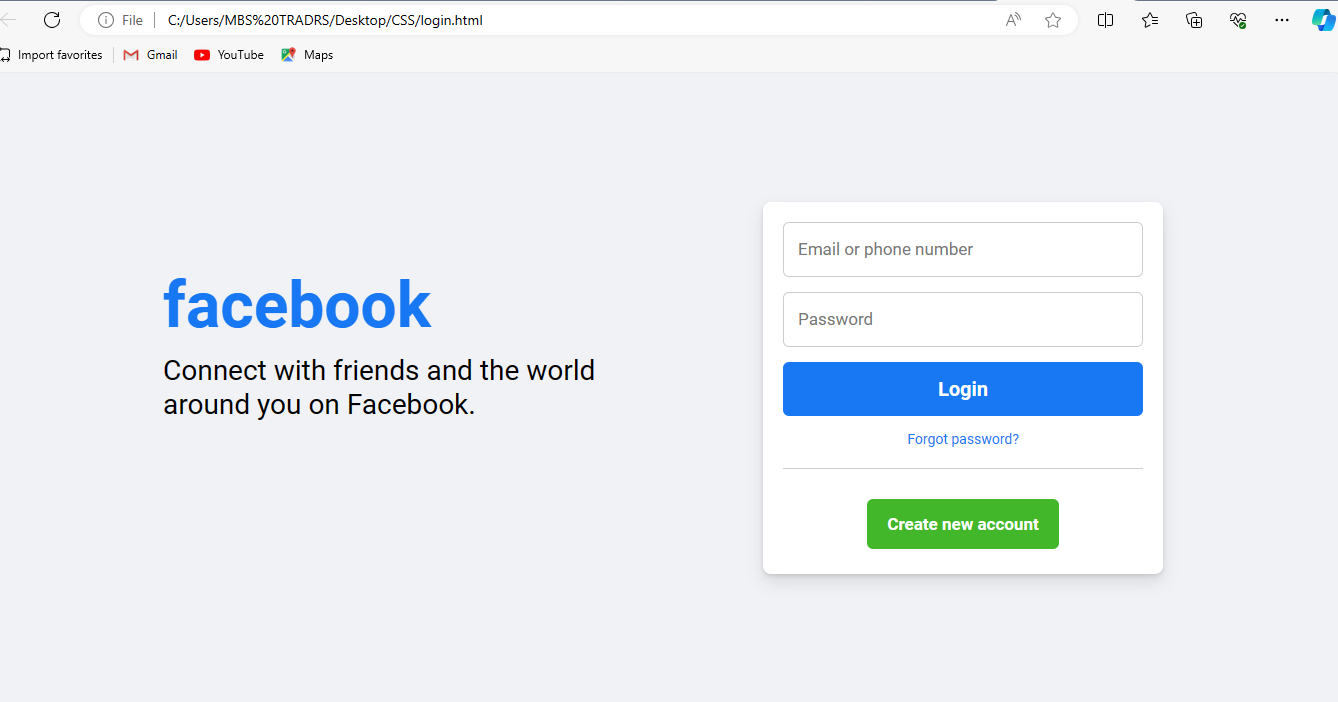 File C:/Users/MBS%20TRADRS/Desktop/CSS/login.html
Import favorites Gmail YouTube Maps
facebook
Connect with friends and the world
around you on Facebook.
Email or phone number
Password
Login
Forgot password?
Create new account